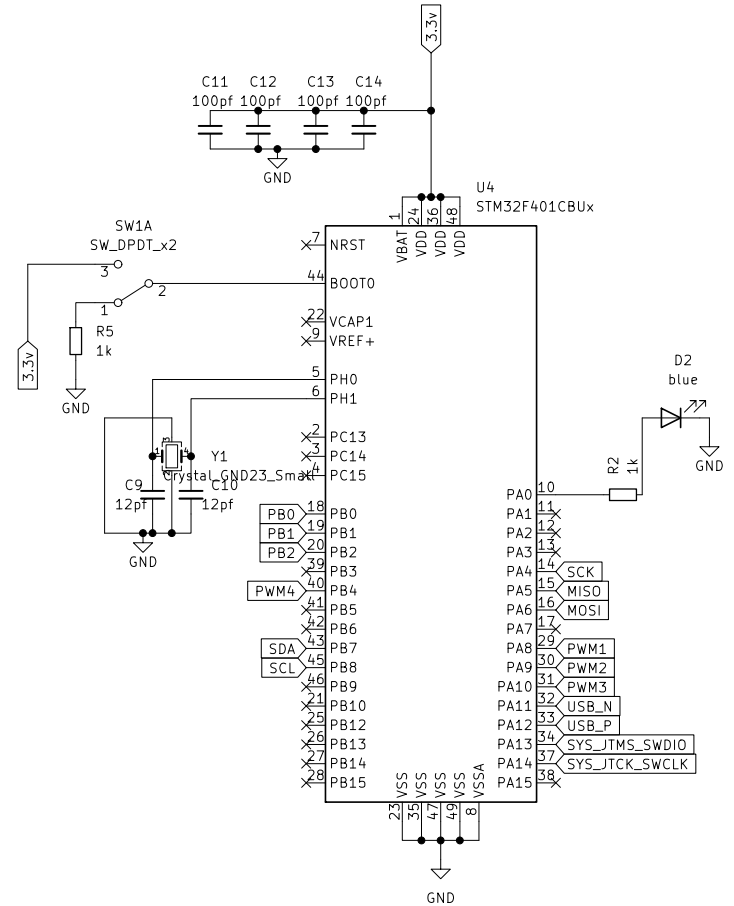 3.3v
C11 C12 C13 C14
100pf 100pf 100pf 100pf
GND
U4
STM32F401CBUx
1 24 36 48
VBAT VDD VDD VDD
SW1A
SW_DPDT_x2
3
2
1
R5
1k
3.3v
GND
7 NRST
44 BOOT0
22 VCAP1
9 VREF+
5 PH0
6 PH1
2 PC13
3 PC14
4 PC15
1 3 4 2
Y1
Crystal_GND23_Small
C9
12pf
C10
12pf
GND
PB0 18 PB0
PB1 19 PB1
PB2 20 PB2
39 PB3
PWM4 40 PB4
41 PB5
42 PB6
SDA 43 PB7
SCL 45 PB8
46 PB9
21 PB10
25 PB12
26 PB13
27 PB14
28 PB15
D2
blue
GND
R2
1k
PA0 10
PA1 11
PA2 12
PA3 13
PA4 14 SCK
PA5 15 MISO
PA6 16 MOSI
PA7 17
PA8 29 PWM1
PA9 30 PWM2
PA10 31 PWM3
PA11 32 USB_N
PA12 33 USB_P
PA13 34 SYS_JTMS_SWDIO
PA14 37 SYS_JTCK_SWCLK
PA15 38
VSS VSS VSS VSS VSSA
23 35 47 49 8
GND